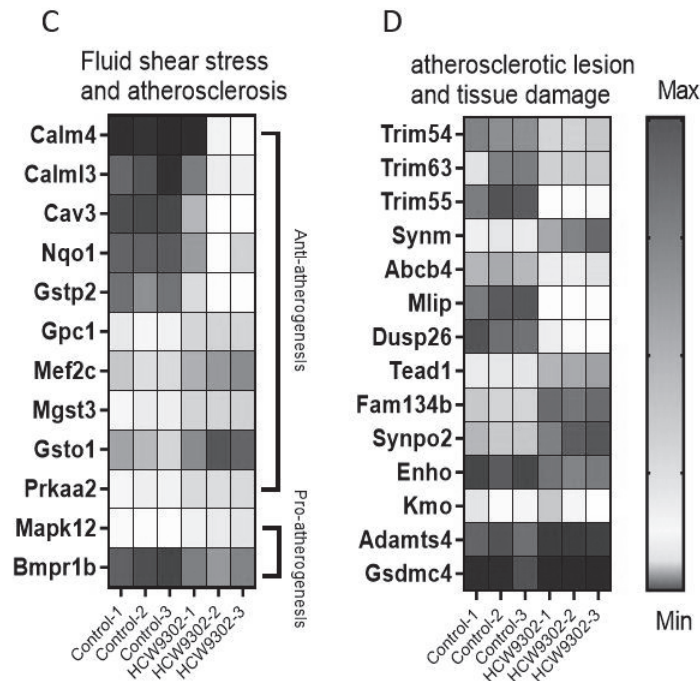 C
Fluid shear stress
and atherosclerosis
Calm4
Calml3
Cav3
Nqo1
Gstp2
Gpc1
Mef2c
Mgst3
Gsto1
Prkaa2
Mapk12
Bmpr1b
Anti-atherogenesis
Pro-atherogenesis
Control-1
Control-2
Control-3
HCW9302-1
HCW9302-2
HCW9302-3
D
atherosclerotic lesion
and tissue damage
Trim54
Trim63
Trim55
Synm
Abcb4
Mlip
Dusp26
Tead1
Fam134b
Synpo2
Enho
Kmo
Adamts4
Gsdmc4
Control-1
Control-2
Control-3
HCW9302-1
HCW9302-2
HCW9302-3
Max
Min